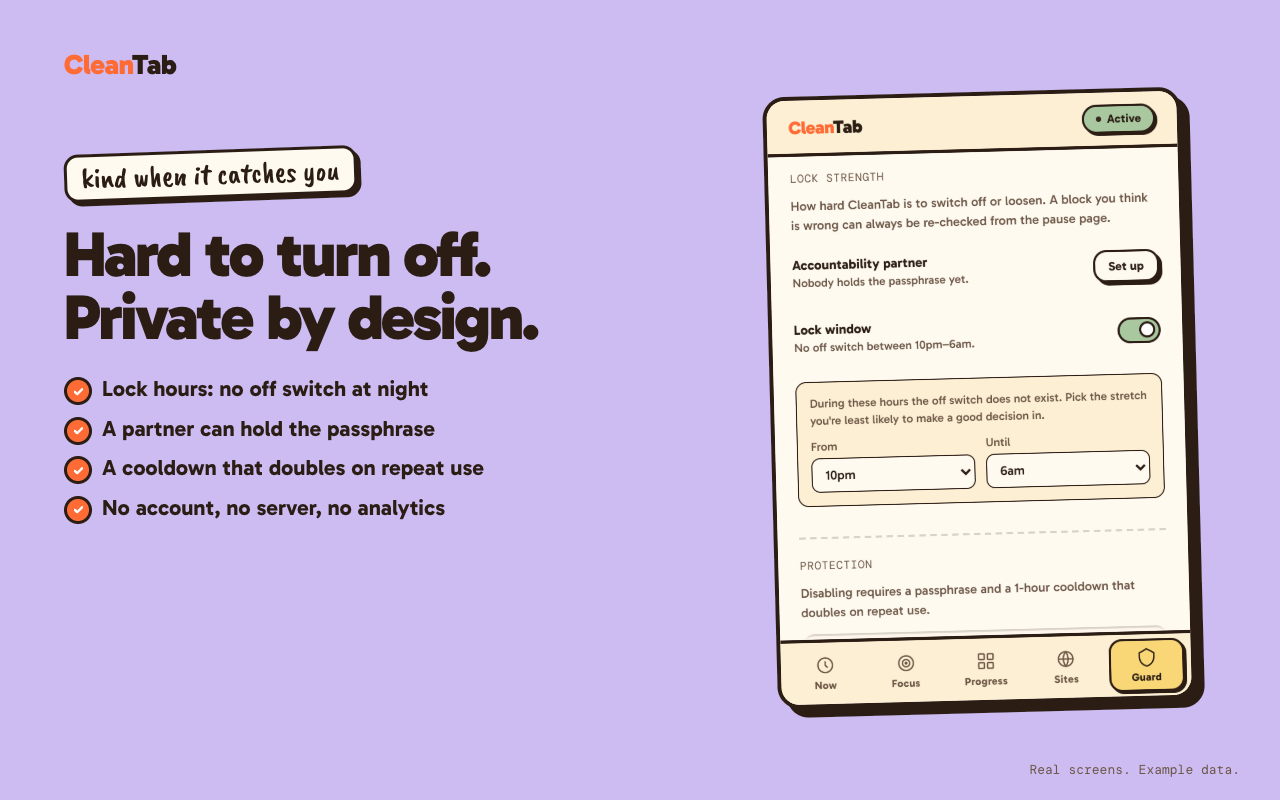 CleanTab
kind when it catches you
Hard to turn off.
Private by design.
Lock hours: no off switch at night
A partner can hold the passphrase
A cooldown that doubles on repeat use
No account, no server, no analytics
CleanTab
Active
LOCK STRENGTH
How hard CleanTab is to switch off or loosen. A block you think
is wrong can always be re-checked from the pause page.
Accountability partner
Nobody holds the passphrase yet.
Set up
Lock window
No off switch between 10pm–6am.
During these hours the off switch does not exist. Pick the stretch
you're least likely to make a good decision in.
From
Until
10pm
6am
PROTECTION
Disabling requires a passphrase and a 1-hour cooldown that
doubles on repeat use.
Now
Focus
Progress
Sites
Guard
Real screens. Example data.